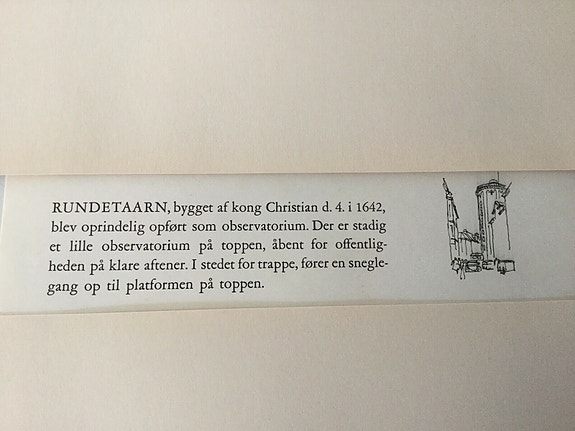 RUNDETAARN, bygget af kong Christian d. 4. i 1642,
blev oprindelig opført som observatorium. Der er stadig
et lille observatorium på toppen, åbent for offentlig-
heden på klare aftener. I stedet for trappe, fører en snegle-
gang op til platformen på toppen.